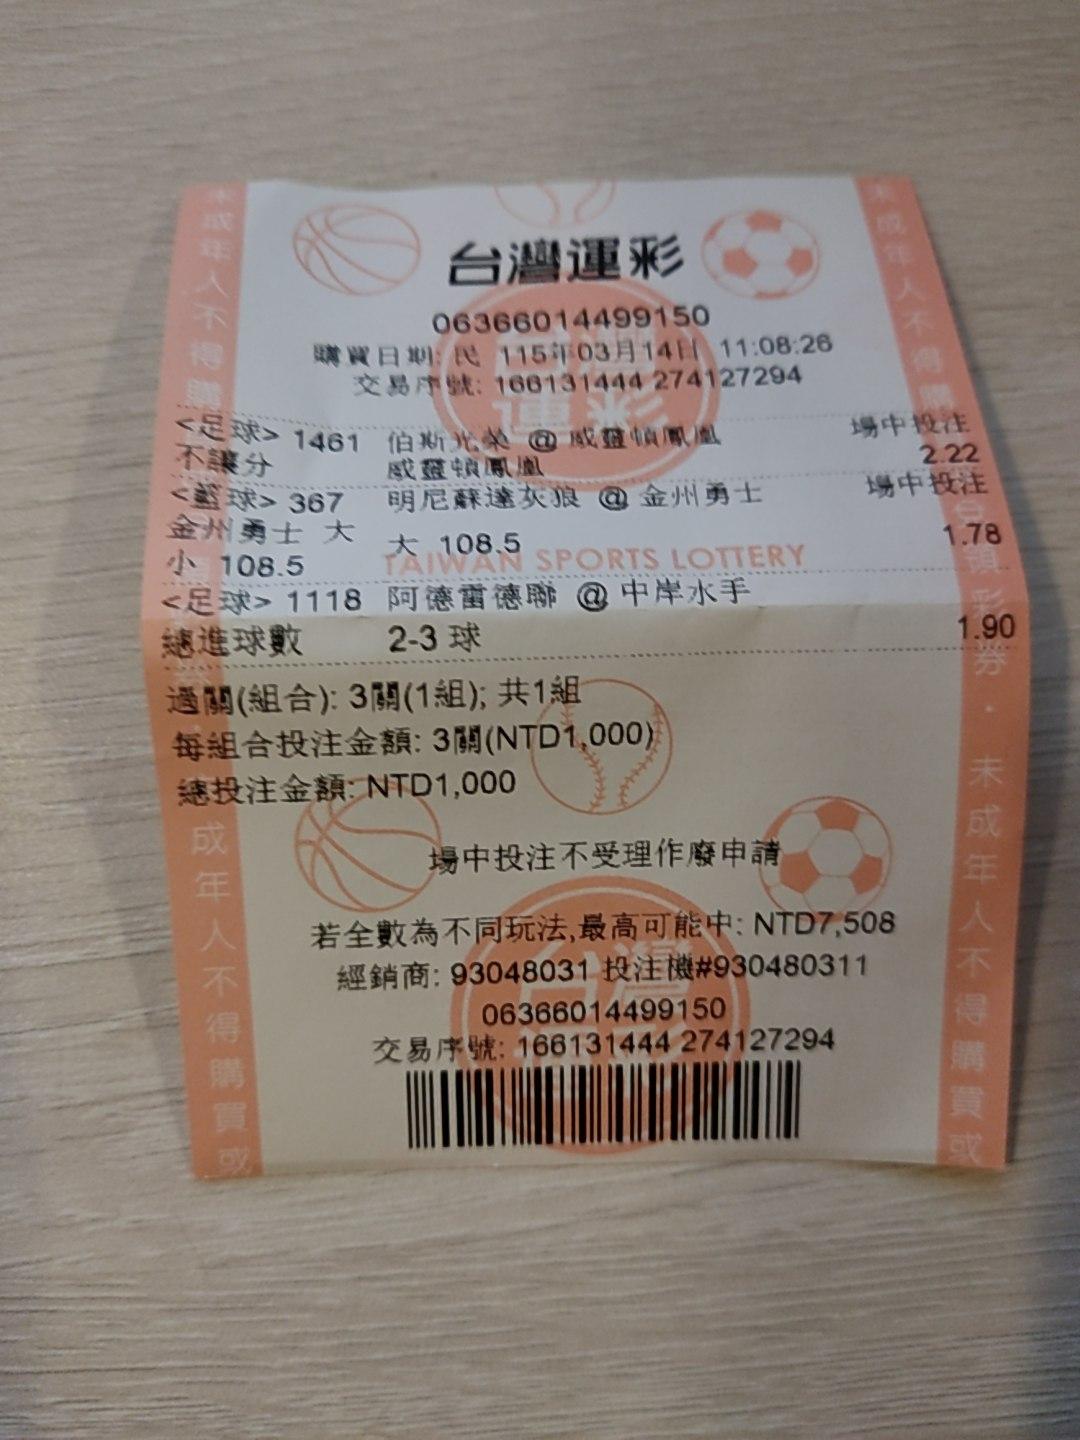 台灣運彩
06366014499150
購買日期: 民 115年03月14日 11:08:26
交易序號: 166131444 274127294
<足球> 1461 伯斯光榮 @ 威靈頓鳳凰 場中投注
不讓分 威靈頓鳳凰 2.22
<籃球> 367 明尼蘇達灰狼 @ 金州勇士 場中投注
金州勇士 大小 108.5 大 108.5 1.78
TAIWAN SPORTS LOTTERY
<足球> 1118 阿德雷德聯 @ 中岸水手
總進球數 2-3 球 1.90
過關(組合): 3關(1組); 共1組
每組合投注金額: 3關(NTD1,000)
總投注金額: NTD1,000
場中投注不受理作廢申請
若全數為不同玩法,最高可能中: NTD7,508
經銷商: 93048031 投注機#930480311
06366014499150
交易序號: 166131444 274127294
未成年人不得購
成年人不得購買或
未成年人不得購
未成年人不得購買或